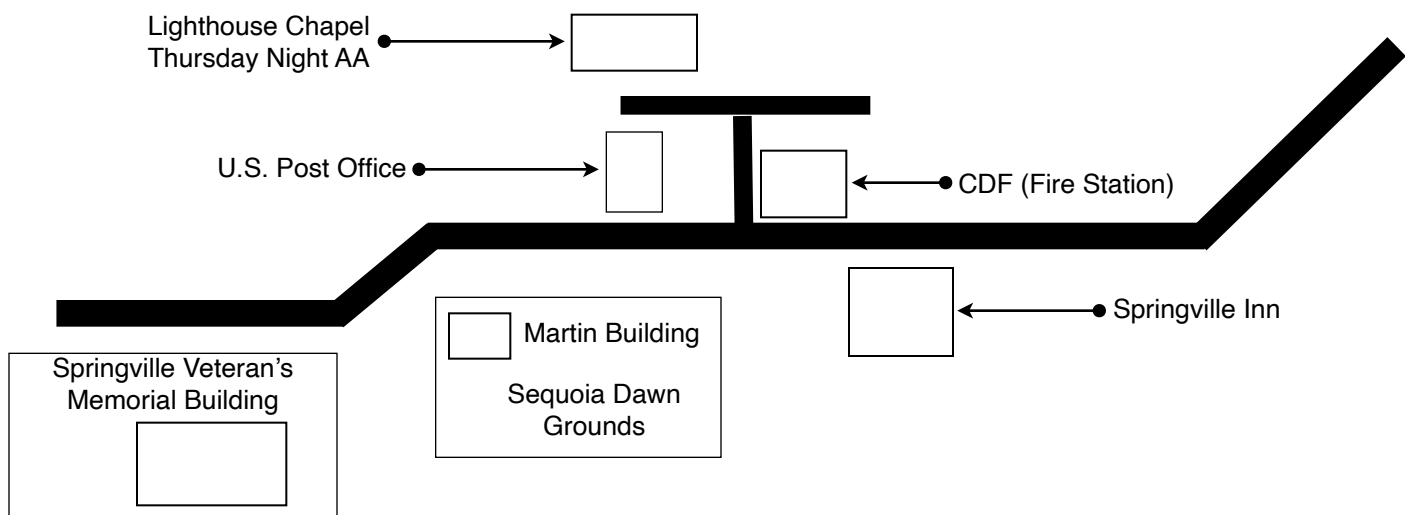 Lighthouse Chapel
Thursday Night AA
U.S. Post Office
CDF (Fire Station)
Springville Inn
Martin Building
Sequoia Dawn
Grounds
Springville Veteran's
Memorial Building